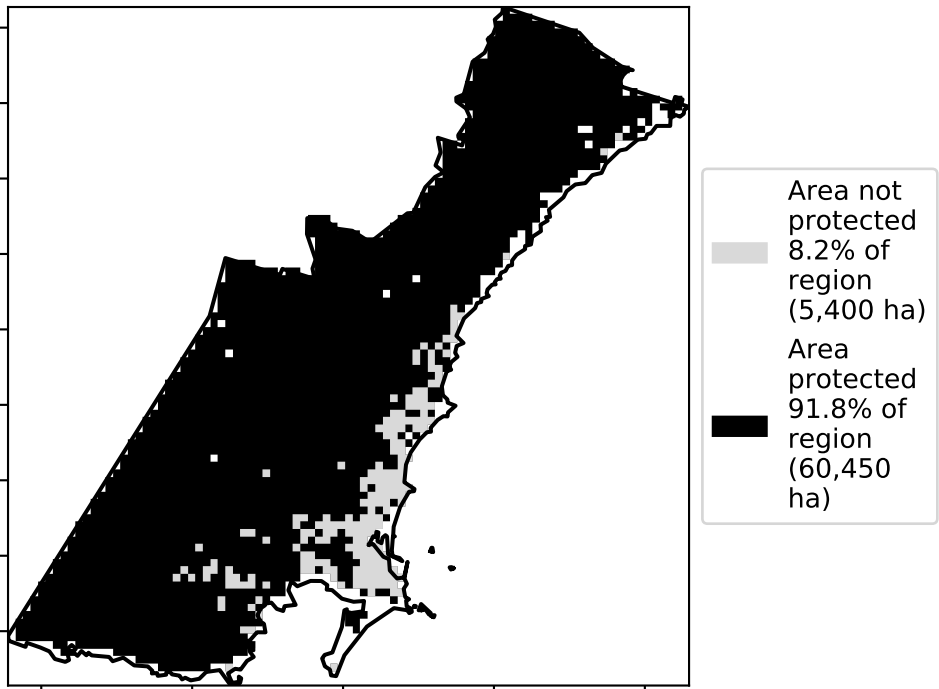 Area not
protected
8.2% of
region
(5,400 ha)
Area
protected
91.8% of
region
(60,450
ha)